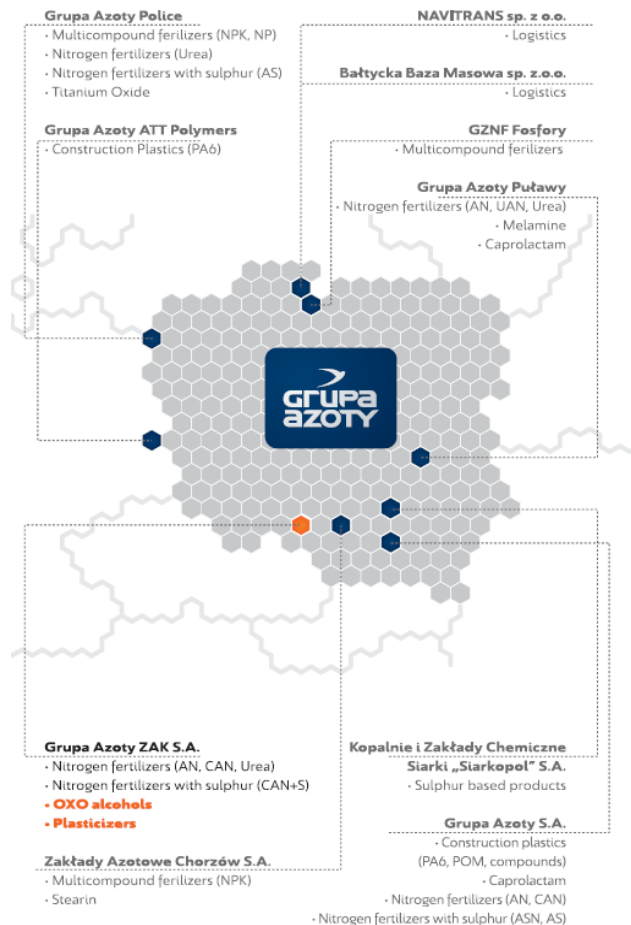 Grupa Azoty Police
· Multicompound ferilizers (NPK, NP)
· Nitrogen fertilizers (Urea)
· Nitrogen fertilizers with sulphur (AS)
· Titanium Oxide
Grupa Azoty ATT Polymers
· Construction Plastics (PA6)
NAVITRANS sp. z o.o.
· Logistics
Bałtycka Baza Masowa sp. z.o.o.
· Logistics
GZNF Fosfory
· Multicompound ferilizers
Grupa Azoty Puławy
· Nitrogen fertilizers (AN, UAN, Urea)
· Melamine
· Caprolactam
GRUPA
AZOTY
Grupa Azoty ZAK S.A.
· Nitrogen fertilizers (AN, CAN, Urea)
· Nitrogen fertilizers with sulphur (CAN+S)
- OXO alcohols
- Plasticizers
Zakłady Azotowe Chorzów S.A.
· Multicompound ferilizers (NPK)
· Stearin
Kopalnie i Zakłady Chemiczne
Siarki „Siarkopol” S.A.
· Sulphur based products
Grupa Azoty S.A.
· Construction plastics
(PA6, POM, compounds)
· Caprolactam
· Nitrogen fertilizers (AN, CAN)
· Nitrogen fertilizers with sulphur (ASN, AS)